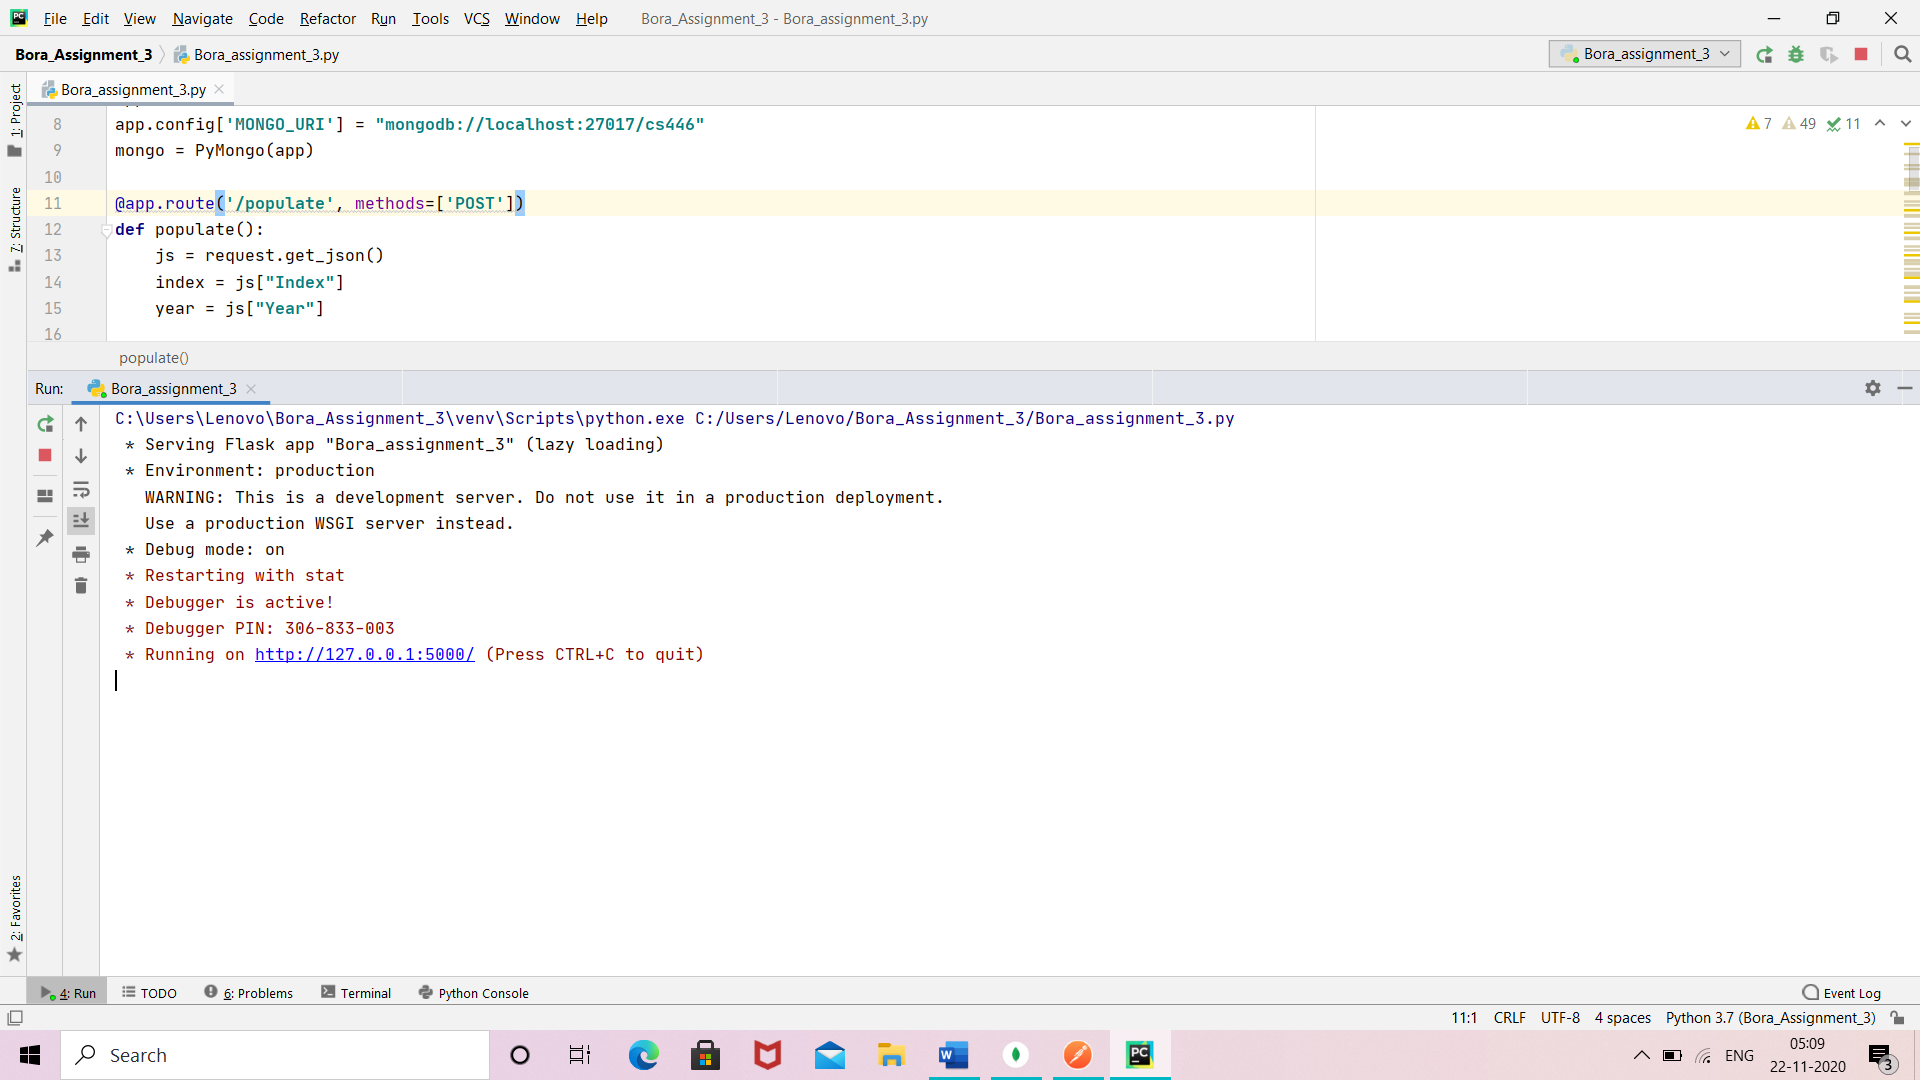 PC File Edit View Navigate Code Refactor Run Tools VCS Window Help Bora_Assignment_3 - Bora_assignment_3.py
Bora_Assignment_3 Bora_assignment_3.py Bora_assignment_3
Bora_assignment_3.py
1: Project
7: Structure
2: Favorites
8 app.config['MONGO_URI'] = "mongodb://localhost:27017/cs446" 7 49 11
9 mongo = PyMongo(app)
10
11 @app.route('/populate', methods=['POST'])
12 def populate():
13 js = request.get_json()
14 index = js["Index"]
15 year = js["Year"]
16
populate()
Run: Bora_assignment_3
C:\Users\Lenovo\Bora_Assignment_3\venv\Scripts\python.exe C:/Users/Lenovo/Bora_Assignment_3/Bora_assignment_3.py
* Serving Flask app "Bora_assignment_3" (lazy loading)
* Environment: production
WARNING: This is a development server. Do not use it in a production deployment.
Use a production WSGI server instead.
* Debug mode: on
* Restarting with stat
* Debugger is active!
* Debugger PIN: 306-833-003
* Running on http://127.0.0.1:5000/ (Press CTRL+C to quit)
4: Run TODO 6: Problems Terminal Python Console Event Log
11:1 CRLF UTF-8 4 spaces Python 3.7 (Bora_Assignment_3)
Search W PC ENG 05:09
22-11-2020 3